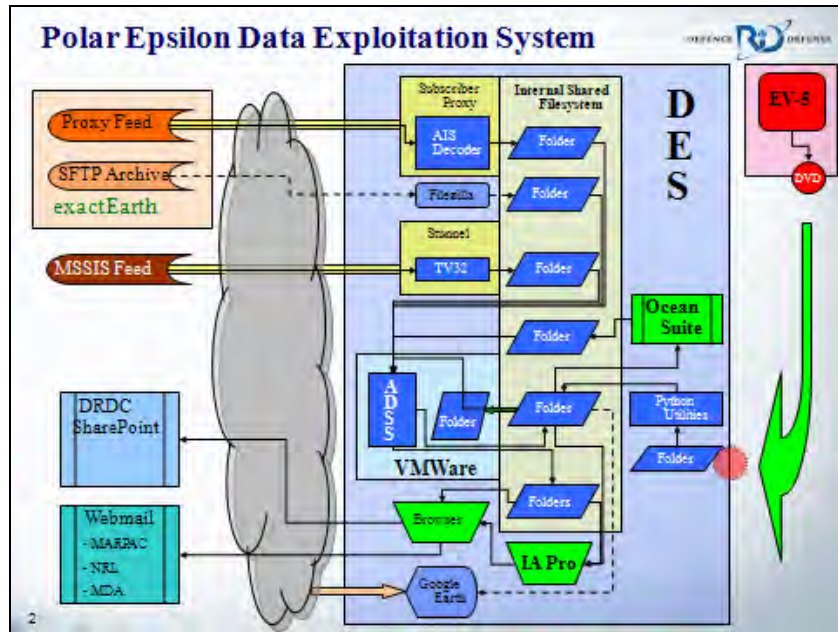 Polar Epsilon Data Exploitation System
DEFENCE R&D DÉFENSE
Proxy Feed
SFTP Archive
exactEarth
MSSIS Feed
Subscriber
Proxy
AIS
Decoder
Filezilla
Stunnel
TV32
Internal Shared
Filesystem
Folder
Folder
Folder
Folder
Folder
Folders
D
E
S
EV-5
DVD
Ocean
Suite
Python
Utilities
Folder
A
D
S
S
Folder
VMWare
DRDC
SharePoint
Webmail
- MARPAC
- NRL
- MDA
Browser
IA Pro
Google
Earth
2